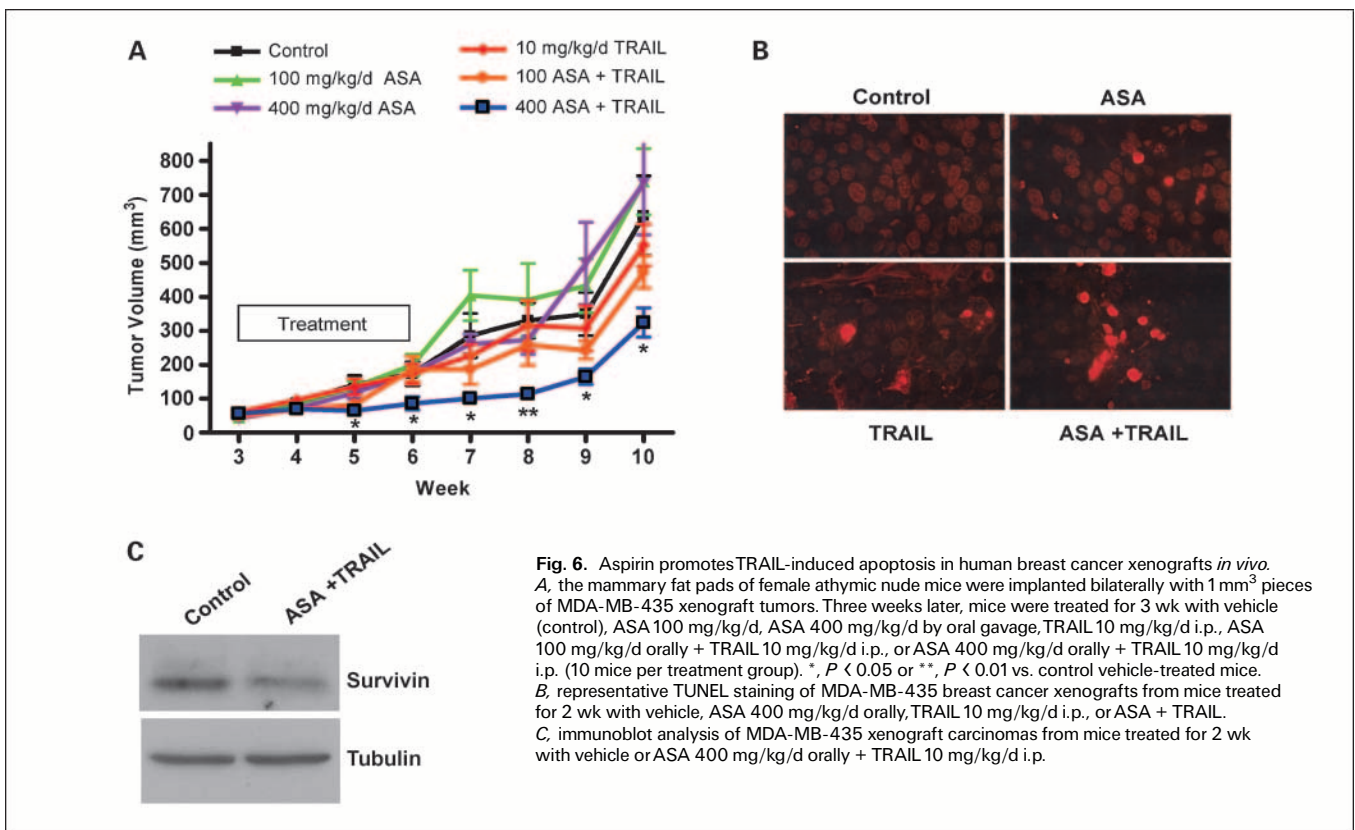 A
Control
100 mg/kg/d ASA
400 mg/kg/d ASA
10 mg/kg/d TRAIL
100 ASA + TRAIL
400 ASA + TRAIL
Tumor Volume (mm³)
800
700
600
500
400
300
200
100
0
Treatment
*
*
*
**
*
*
3 4 5 6 7 8 9 10
Week
B
Control ASA
TRAIL ASA +TRAIL
C
Control ASA +TRAIL
Survivin
Tubulin
Fig. 6. Aspirin promotes TRAIL-induced apoptosis in human breast cancer xenografts in vivo.
A, the mammary fat pads of female athymic nude mice were implanted bilaterally with 1 mm³ pieces
of MDA-MB-435 xenograft tumors. Three weeks later, mice were treated for 3 wk with vehicle
(control), ASA 100 mg/kg/d, ASA 400 mg/kg/d by oral gavage, TRAIL 10 mg/kg/d i.p., ASA
100 mg/kg/d orally + TRAIL 10 mg/kg/d i.p., or ASA 400 mg/kg/d orally + TRAIL 10 mg/kg/d
i.p. (10 mice per treatment group). *, P < 0.05 or **, P < 0.01 vs. control vehicle-treated mice.
B, representative TUNEL staining of MDA-MB-435 breast cancer xenografts from mice treated
for 2 wk with vehicle, ASA 400 mg/kg/d orally, TRAIL 10 mg/kg/d i.p., or ASA + TRAIL.
C, immunoblot analysis of MDA-MB-435 xenograft carcinomas from mice treated for 2 wk
with vehicle or ASA 400 mg/kg/d orally + TRAIL 10 mg/kg/d i.p.